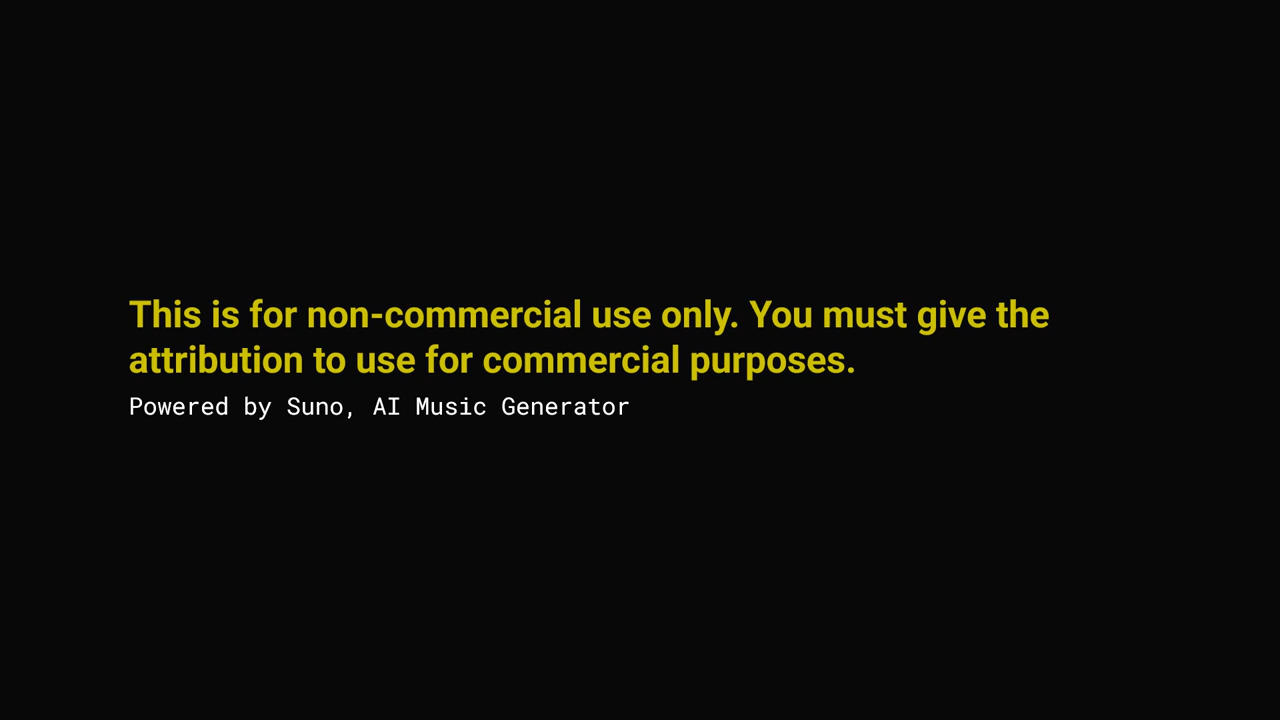 This is for non-commercial use only. You must give the
attribution to use for commercial purposes.
Powered by Suno, AI Music Generator